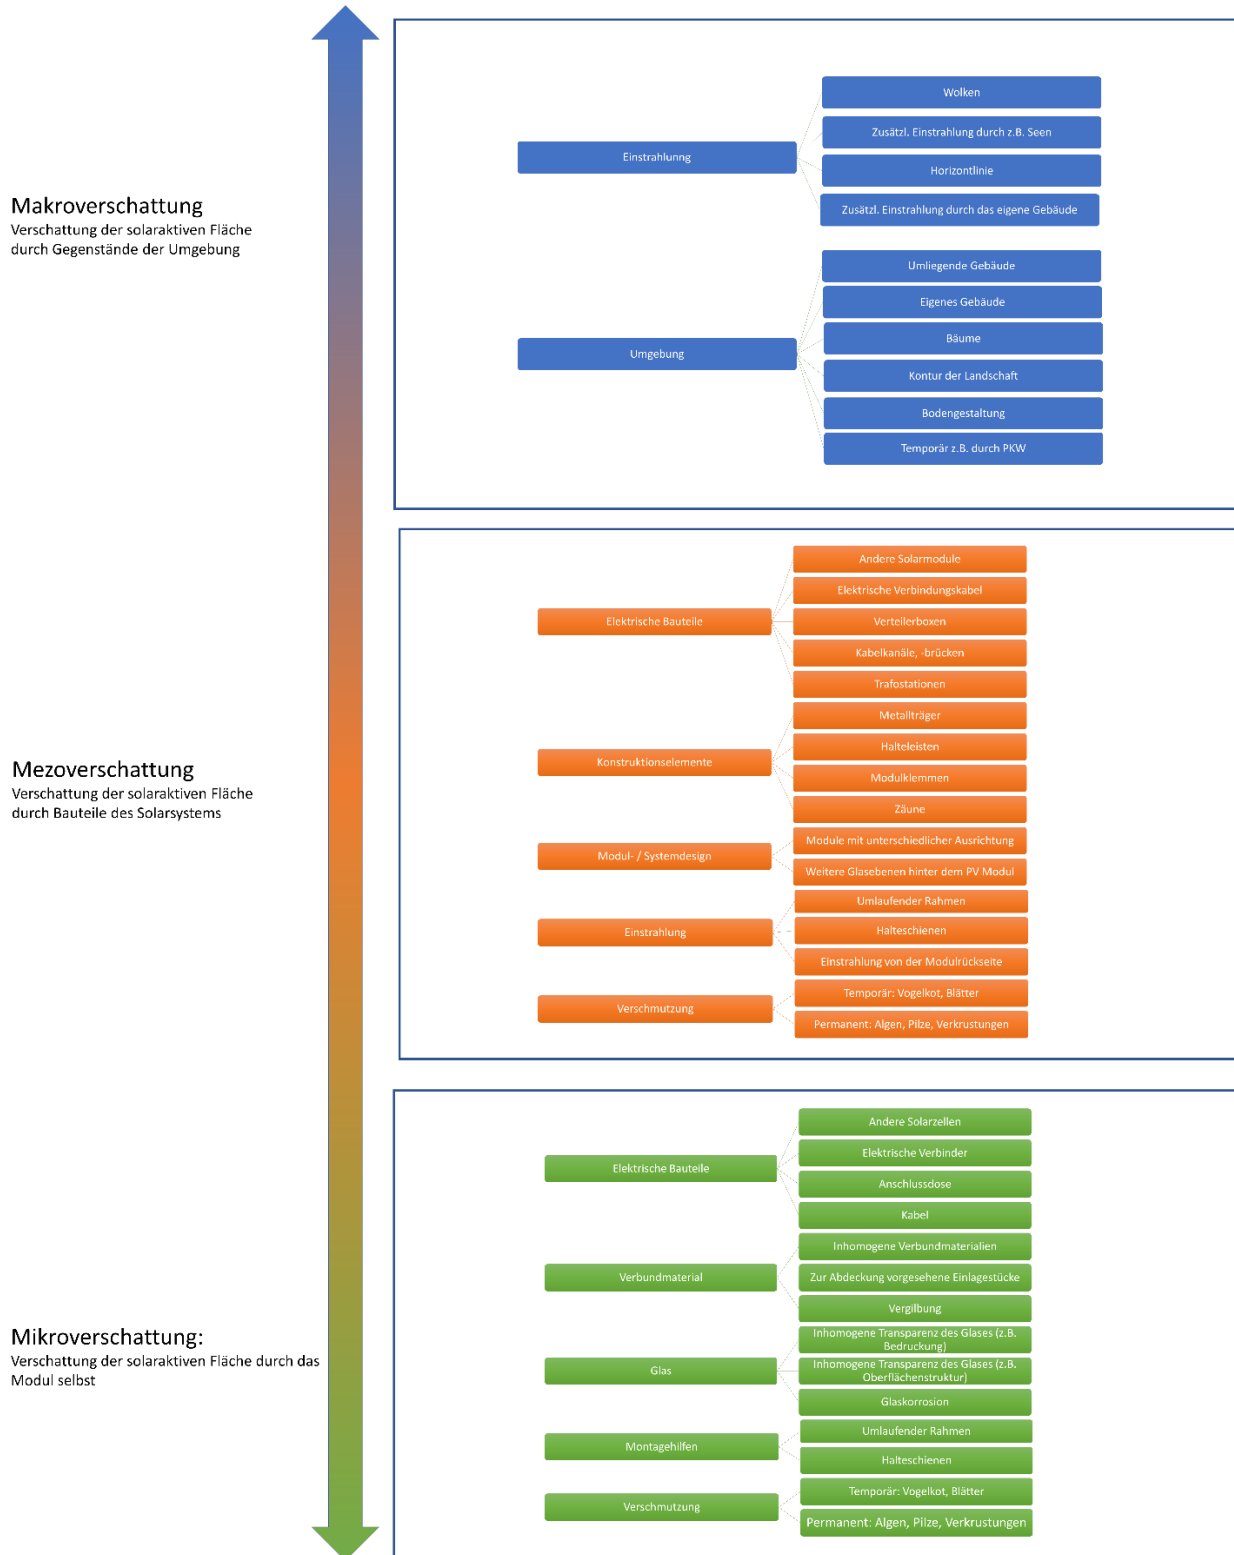 Makroverschattung
Verschattung der solaraktiven Fläche
durch Gegenstände der Umgebung
Einstrahlunng
Wolken
Zusätzl. Einstrahlung durch z.B. Seen
Horizontlinie
Zusätzl. Einstrahlung durch das eigene Gebäude
Umgebung
Umliegende Gebäude
Eigenes Gebäude
Bäume
Kontur der Landschaft
Bodengestaltung
Temporär z.B. durch PKW
Mezoverschattung
Verschattung der solaraktiven Fläche
durch Bauteile des Solarsystems
Elektrische Bauteile
Andere Solarmodule
Elektrische Verbindungskabel
Verteilerboxen
Kabelkanäle, -brücken
Trafostationen
Konstruktionselemente
Metallträger
Halteleisten
Modulklemmen
Zäune
Modul- / Systemdesign
Module mit unterschiedlicher Ausrichtung
Weitere Glasebenen hinter dem PV Modul
Einstrahlung
Umlaufender Rahmen
Halteschienen
Einstrahlung von der Modulrückseite
Verschmutzung
Temporär: Vogelkot, Blätter
Permanent: Algen, Pilze, Verkrustungen
Mikroverschattung:
Verschattung der solaraktiven Fläche durch das
Modul selbst
Elektrische Bauteile
Andere Solarzellen
Elektrische Verbinder
Anschlussdose
Kabel
Verbundmaterial
Inhomogene Verbundmaterialien
Zur Abdeckung vorgesehene Einlagestücke
Vergilbung
Glas
Inhomogene Transparenz des Glases (z.B.
Bedruckung)
Inhomogene Transparenz des Glases (z.B.
Oberflächenstruktur)
Glaskorrosion
Montagehilfen
Umlaufender Rahmen
Halteschienen
Verschmutzung
Temporär: Vogelkot, Blätter
Permanent: Algen, Pilze, Verkrustungen